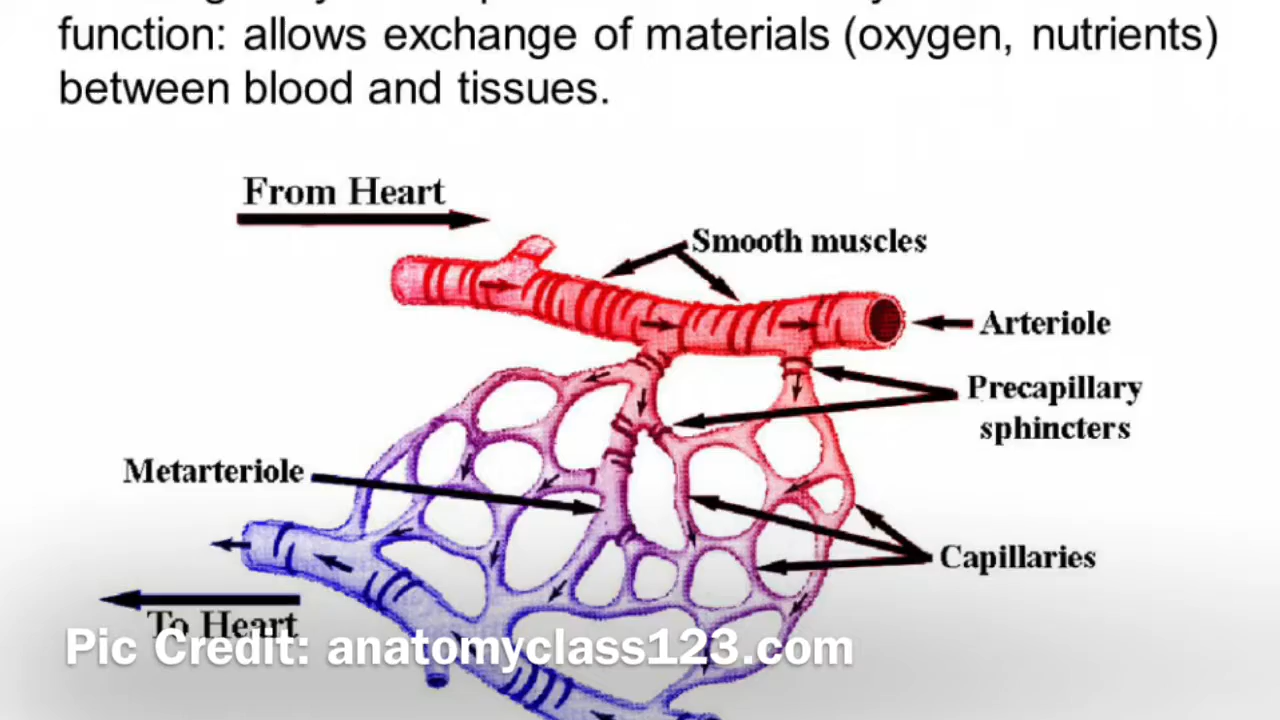 function: allows exchange of materials (oxygen, nutrients)
between blood and tissues.
From Heart
Smooth muscles
Arteriole
Precapillary
sphincters
Metarteriole
Capillaries
To Heart
Pic Credit: anatomyclass123.com